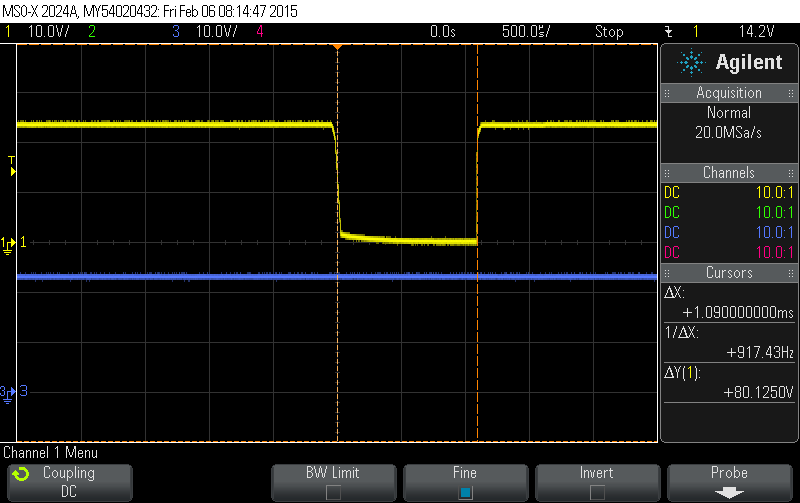 MSO-X 2024A, MY54020432: Fri Feb 06 08:14:47 2015
1 10.0V/ 2 3 10.0V/ 4 0.0s 500.0µs/ Stop 1 14.2V
Agilent
Acquisition
Normal
20.0MSa/s
Channels
DC 10.0:1
DC 10.0:1
DC 10.0:1
DC 10.0:1
Cursors
ΔX:
+1.090000000ms
1/ΔX:
+917.43Hz
ΔY(1):
+80.1250V
T
1 1
3 3
Channel 1 Menu
Coupling
DC
BW Limit
Fine
Invert
Probe